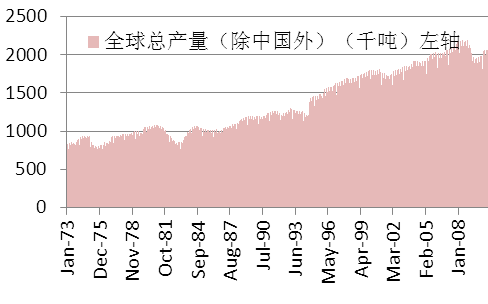 2500
2000
1500
1000
500
0
全球总产量（除中国外）（千吨）左轴
Jan-73
Dec-75
Nov-78
Oct-81
Sep-84
Aug-87
Jul-90
Jun-93
May-96
Apr-99
Mar-02
Feb-05
Jan-08